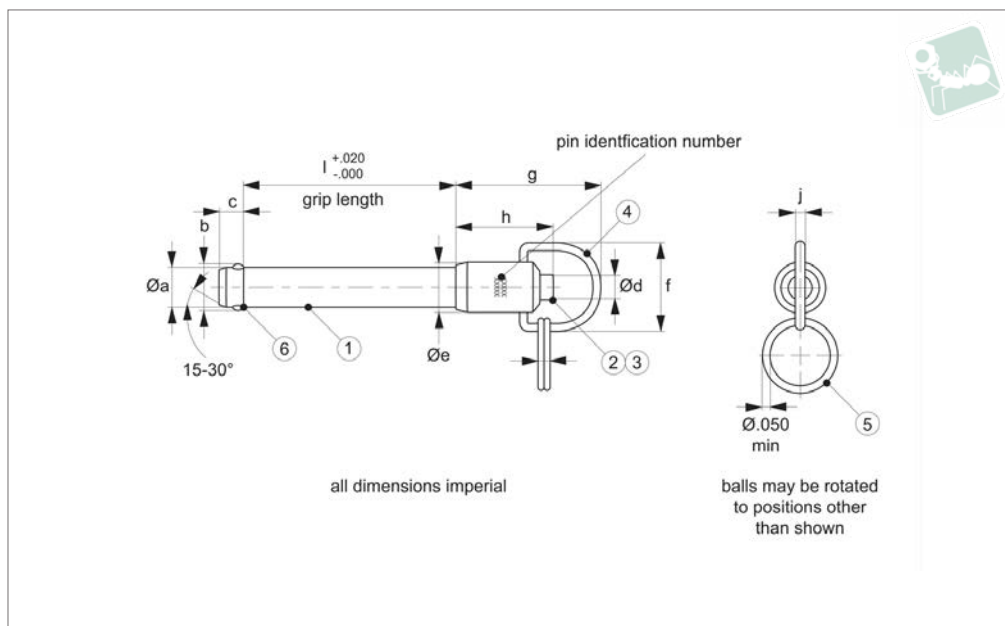 pin identfication number
l +.020
-.000
grip length
g
c
b
h
j
4
Øa
Ød
f
Øe
6
1
2 3
15-30°
5
Ø.050
min
all dimensions imperial
balls may be rotated
to positions other
than shown